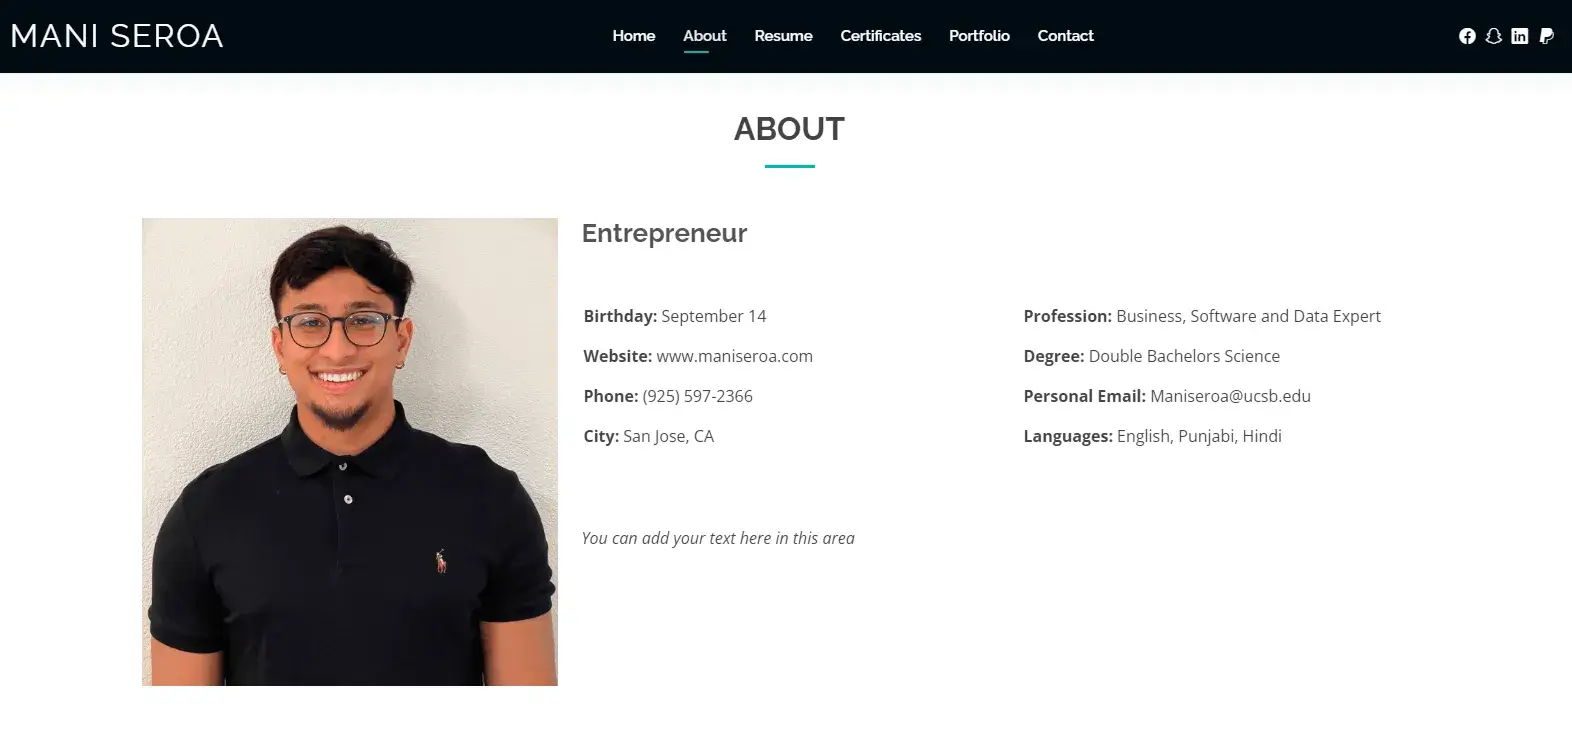 MANI SEROA
Home About Resume Certificates Portfolio Contact
ABOUT
Entrepreneur
Birthday: September 14
Website: www.maniseroa.com
Phone: (925) 597-2366
City: San Jose, CA
Profession: Business, Software and Data Expert
Degree: Double Bachelors Science
Personal Email: Maniseroa@ucsb.edu
Languages: English, Punjabi, Hindi
You can add your text here in this area